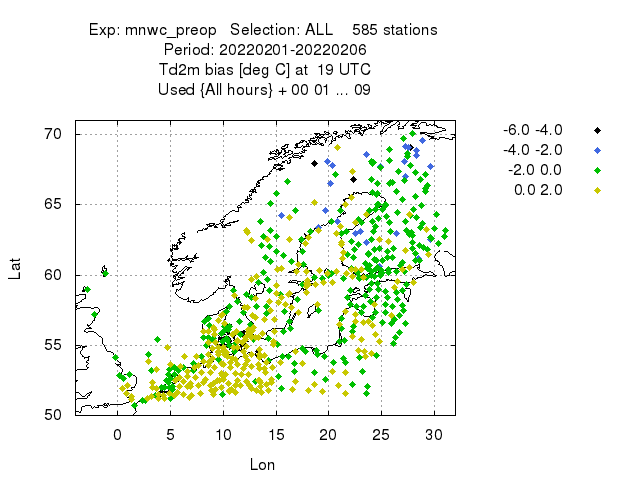 Exp: mnwc_preop   Selection: ALL    585 stations
Period: 20220201-20220206
Td2m bias [deg C] at  19 UTC
Used {All hours} + 00 01 ... 09
-6.0 -4.0
-4.0 -2.0
-2.0 0.0
0.0 2.0
70
65
60
55
50
Lat
0 5 10 15 20 25 30
Lon